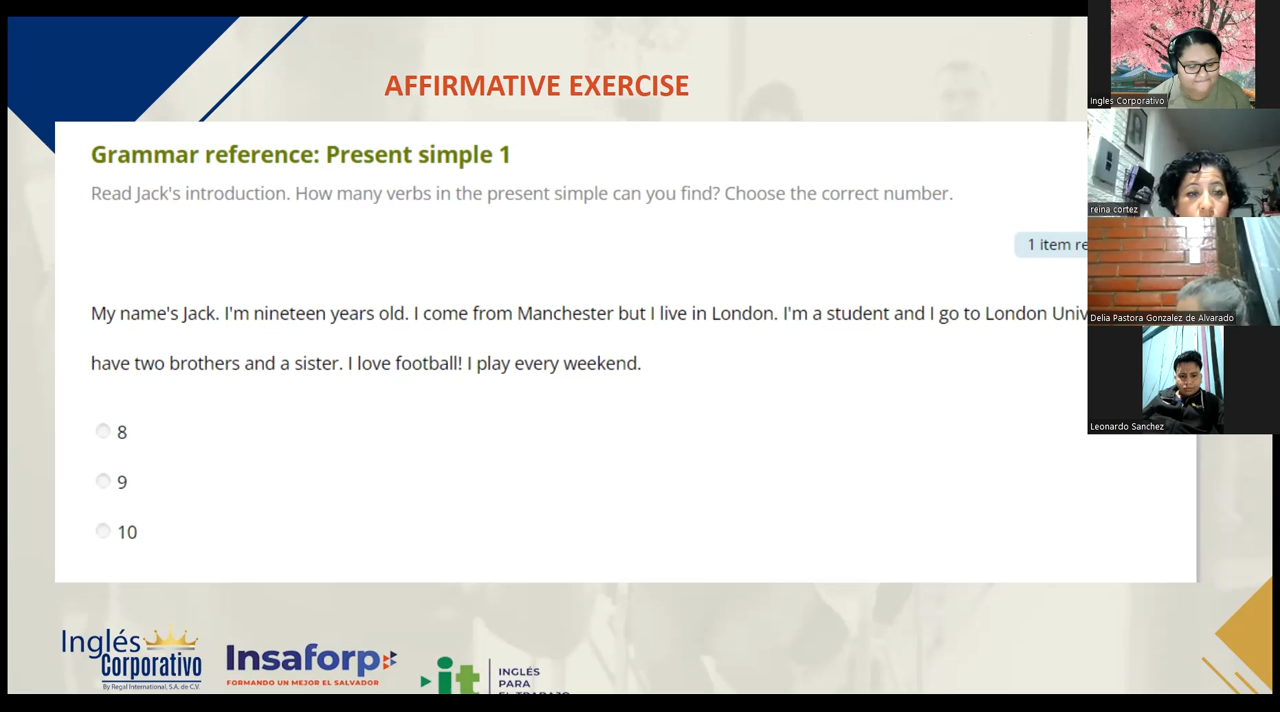 AFFIRMATIVE EXERCISE
Grammar reference: Present simple 1
Read Jack's introduction. How many verbs in the present simple can you find? Choose the correct number.
1 item re
My name's Jack. I'm nineteen years old. I come from Manchester but I live in London. I'm a student and I go to London Univ
have two brothers and a sister. I love football! I play every weekend.
8
9
10
Inglés Corporativo
reina cortez
Delia Pastora Gonzalez de Alvarado
Leonardo Sanchez
Inglés
Corporativo
By Regal International, S.A. de C.V.
Insaforp
FORMANDO UN MEJOR EL SALVADOR
it
INGLÉS
PARA
EL TRABAJO